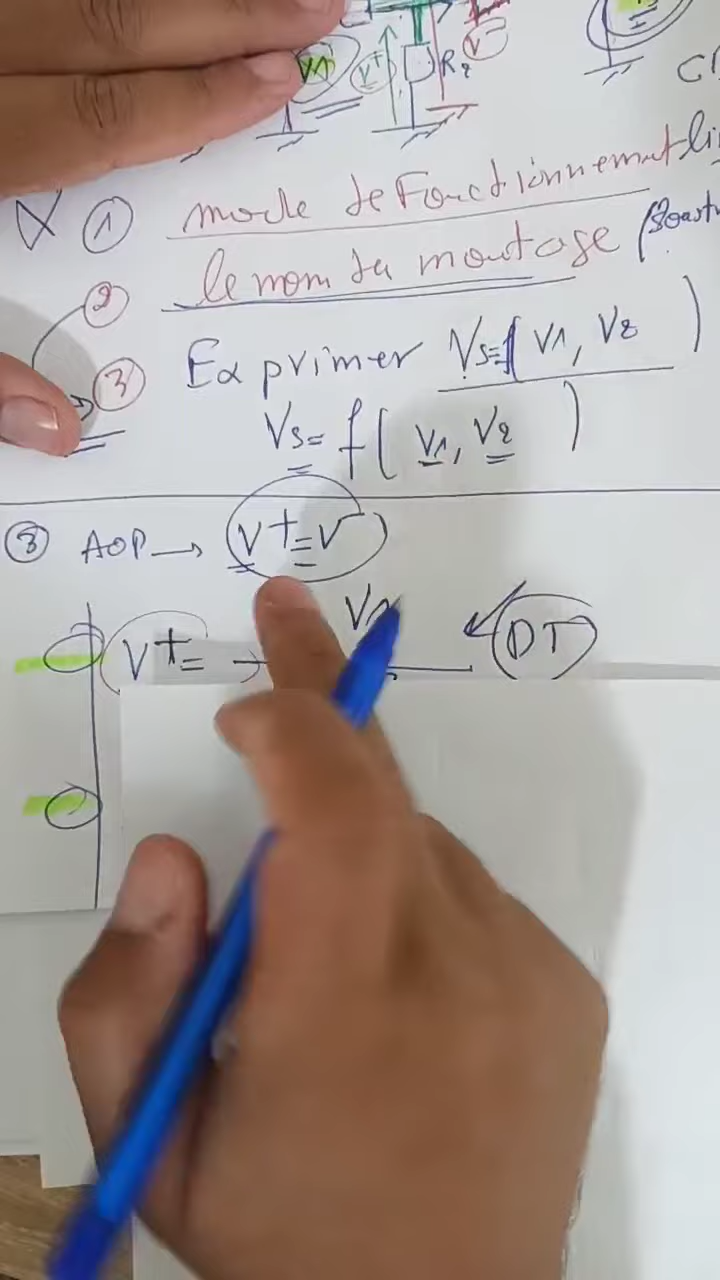 V1 V+ R2 V-
① mode de Fonctionnement
② le nom du montage
③ Exprimer Vs=f(V1, V2)
Vs=f(V1, V2)
③ AOP → V+=V-
V+= → DT